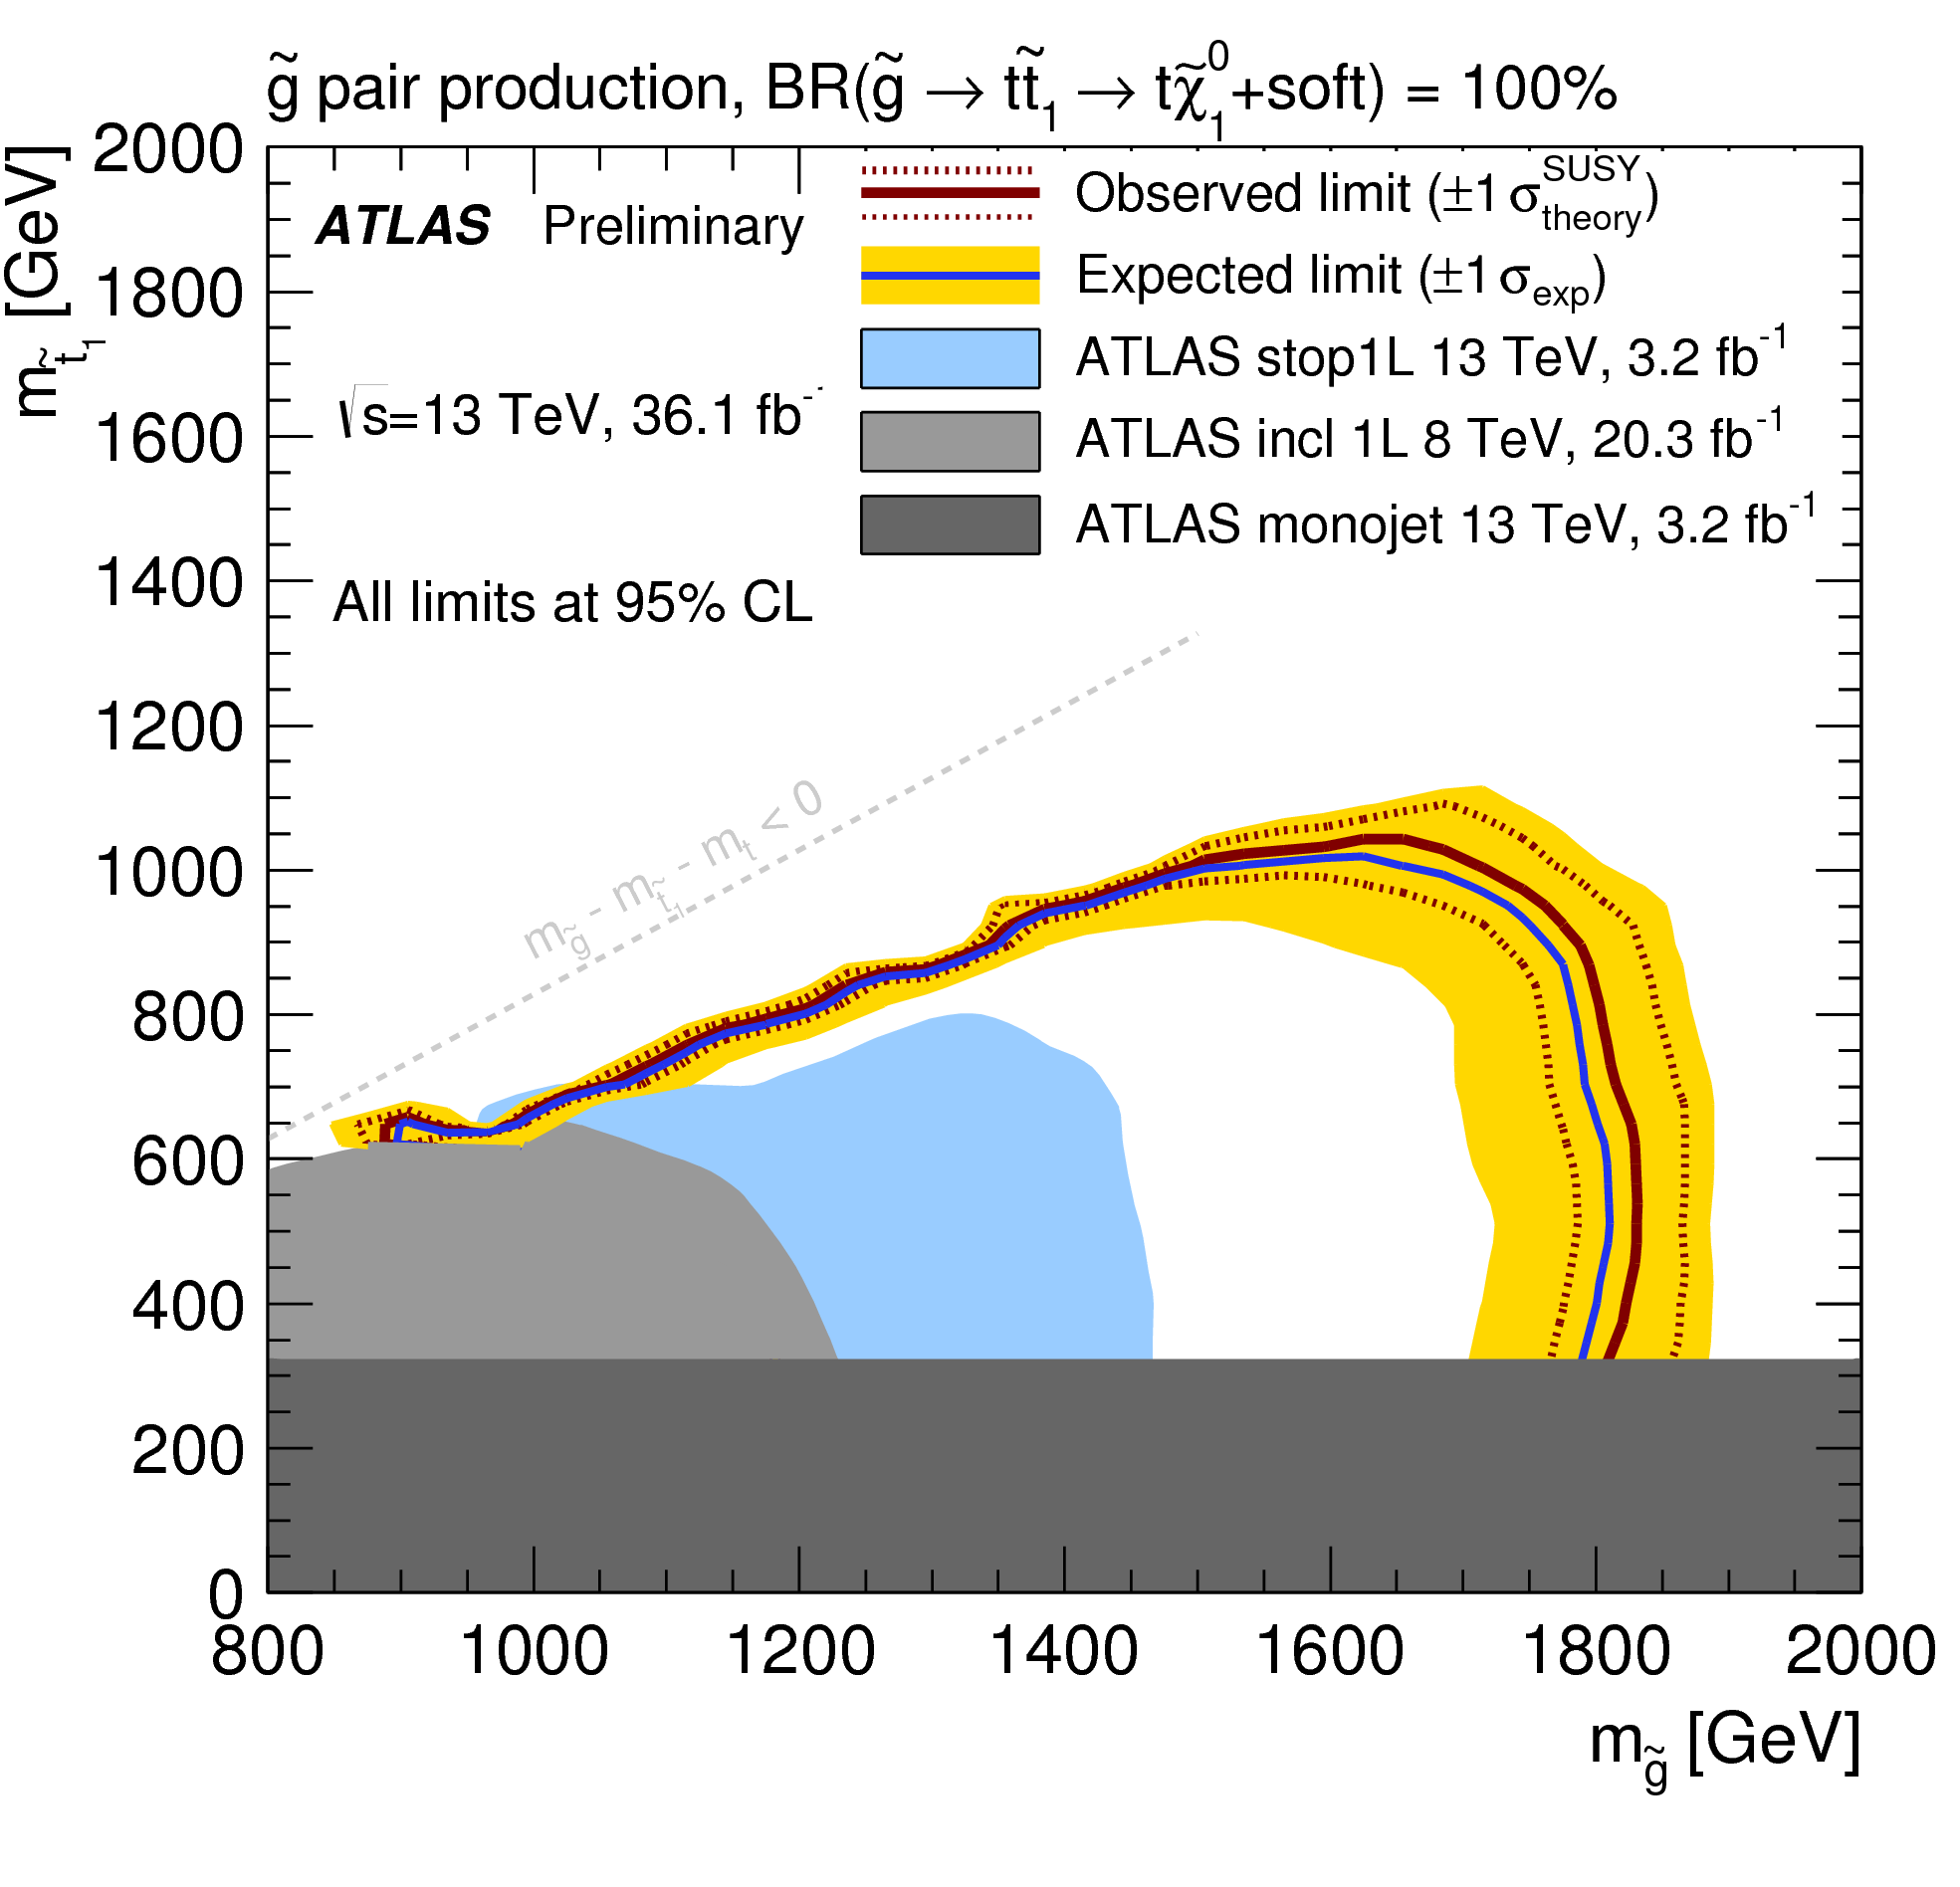 g̃ pair production, BR(g̃ → tt̃₁ → tχ̃₁⁰+soft) = 100%
m_t̃₁ [GeV]
2000
1800
1600
1400
1200
1000
800
600
400
200
0
ATLAS Preliminary
√s=13 TeV, 36.1 fb⁻
All limits at 95% CL
Observed limit (±1 σ^SUSY_theory)
Expected limit (±1 σ_exp)
ATLAS stop1L 13 TeV, 3.2 fb⁻¹
ATLAS incl 1L 8 TeV, 20.3 fb⁻¹
ATLAS monojet 13 TeV, 3.2 fb⁻¹
m_g̃ - m_t̃₁ - m_t < 0
800 1000 1200 1400 1600 1800 2000
m_g̃ [GeV]